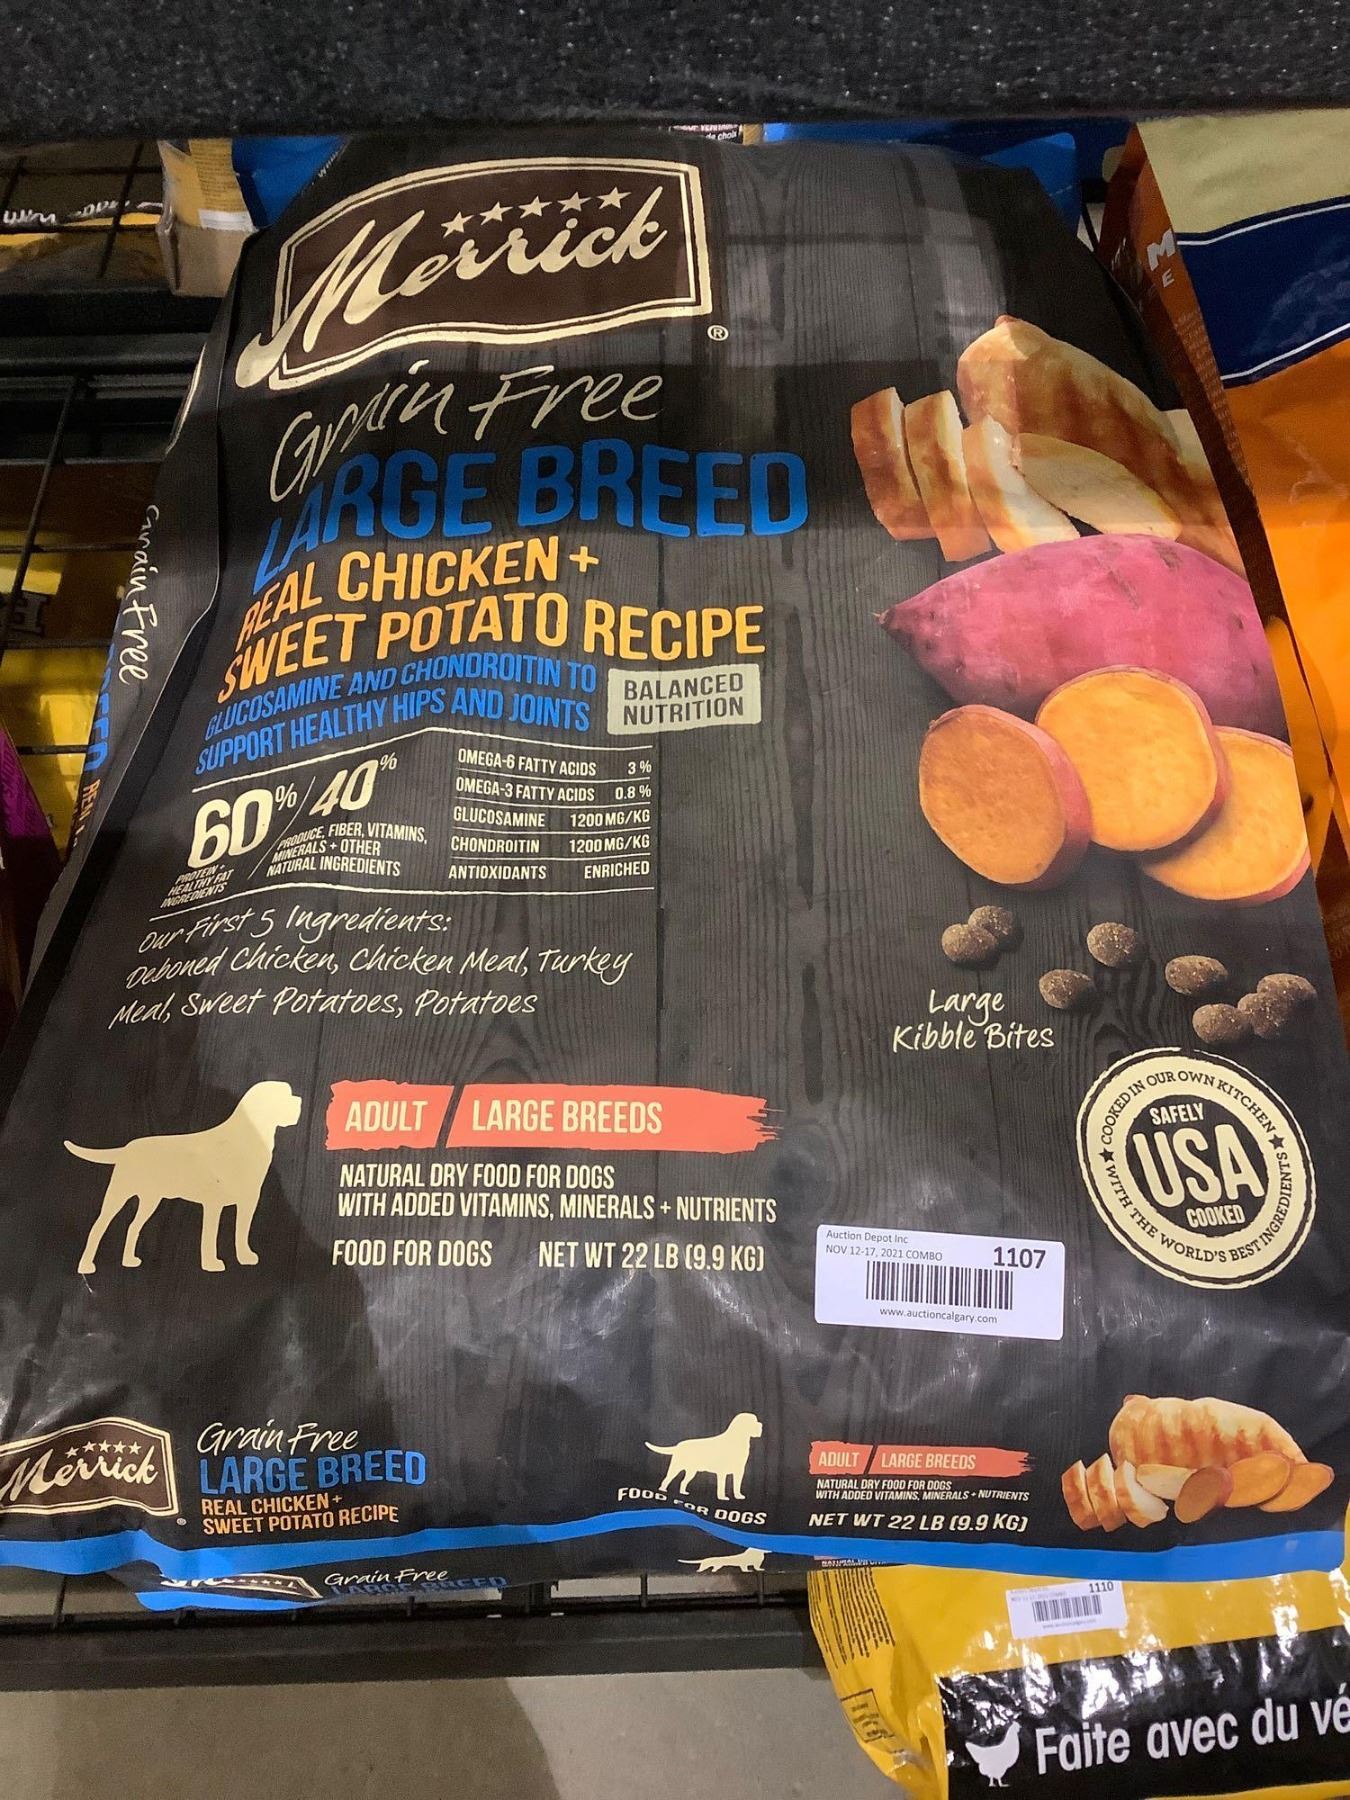 Merrick
®
Grain Free
LARGE BREED
REAL CHICKEN +
SWEET POTATO RECIPE
GLUCOSAMINE AND CHONDROITIN TO
SUPPORT HEALTHY HIPS AND JOINTS
BALANCED
NUTRITION
60% / 40%
PROTEIN +
HEALTHY FAT
INGREDIENTS
PRODUCE, FIBER, VITAMINS,
MINERALS + OTHER
NATURAL INGREDIENTS
OMEGA-6 FATTY ACIDS 3%
OMEGA-3 FATTY ACIDS 0.8%
GLUCOSAMINE 1200 MG/KG
CHONDROITIN 1200 MG/KG
ANTIOXIDANTS ENRICHED
Our First 5 Ingredients:
Deboned Chicken, Chicken Meal, Turkey
Meal, Sweet Potatoes, Potatoes
Large
Kibble Bites
COOKED IN OUR OWN KITCHEN
SAFELY
USA
COOKED
WITH THE WORLD'S BEST INGREDIENTS
ADULT LARGE BREEDS
NATURAL DRY FOOD FOR DOGS
WITH ADDED VITAMINS, MINERALS + NUTRIENTS
FOOD FOR DOGS NET WT 22 LB (9.9 KG)
Auction Depot Inc
NOV 12-17, 2021 COMBO
1107
www.auctioncalgary.com
Merrick
Grain Free
LARGE BREED
REAL CHICKEN +
SWEET POTATO RECIPE
FOOD FOR DOGS
ADULT LARGE BREEDS
NATURAL DRY FOOD FOR DOGS
WITH ADDED VITAMINS, MINERALS + NUTRIENTS
NET WT 22 LB (9.9 KG)
Grain Free
Grain Free
LARGE BREED
1110
Faite avec du vé